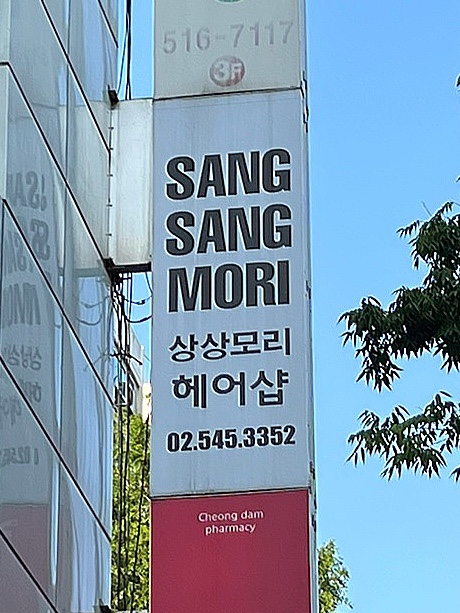 516-7117
3F
SANG
SANG
MORI
상상모리
헤어샵
02.545.3352
Cheong dam
pharmacy